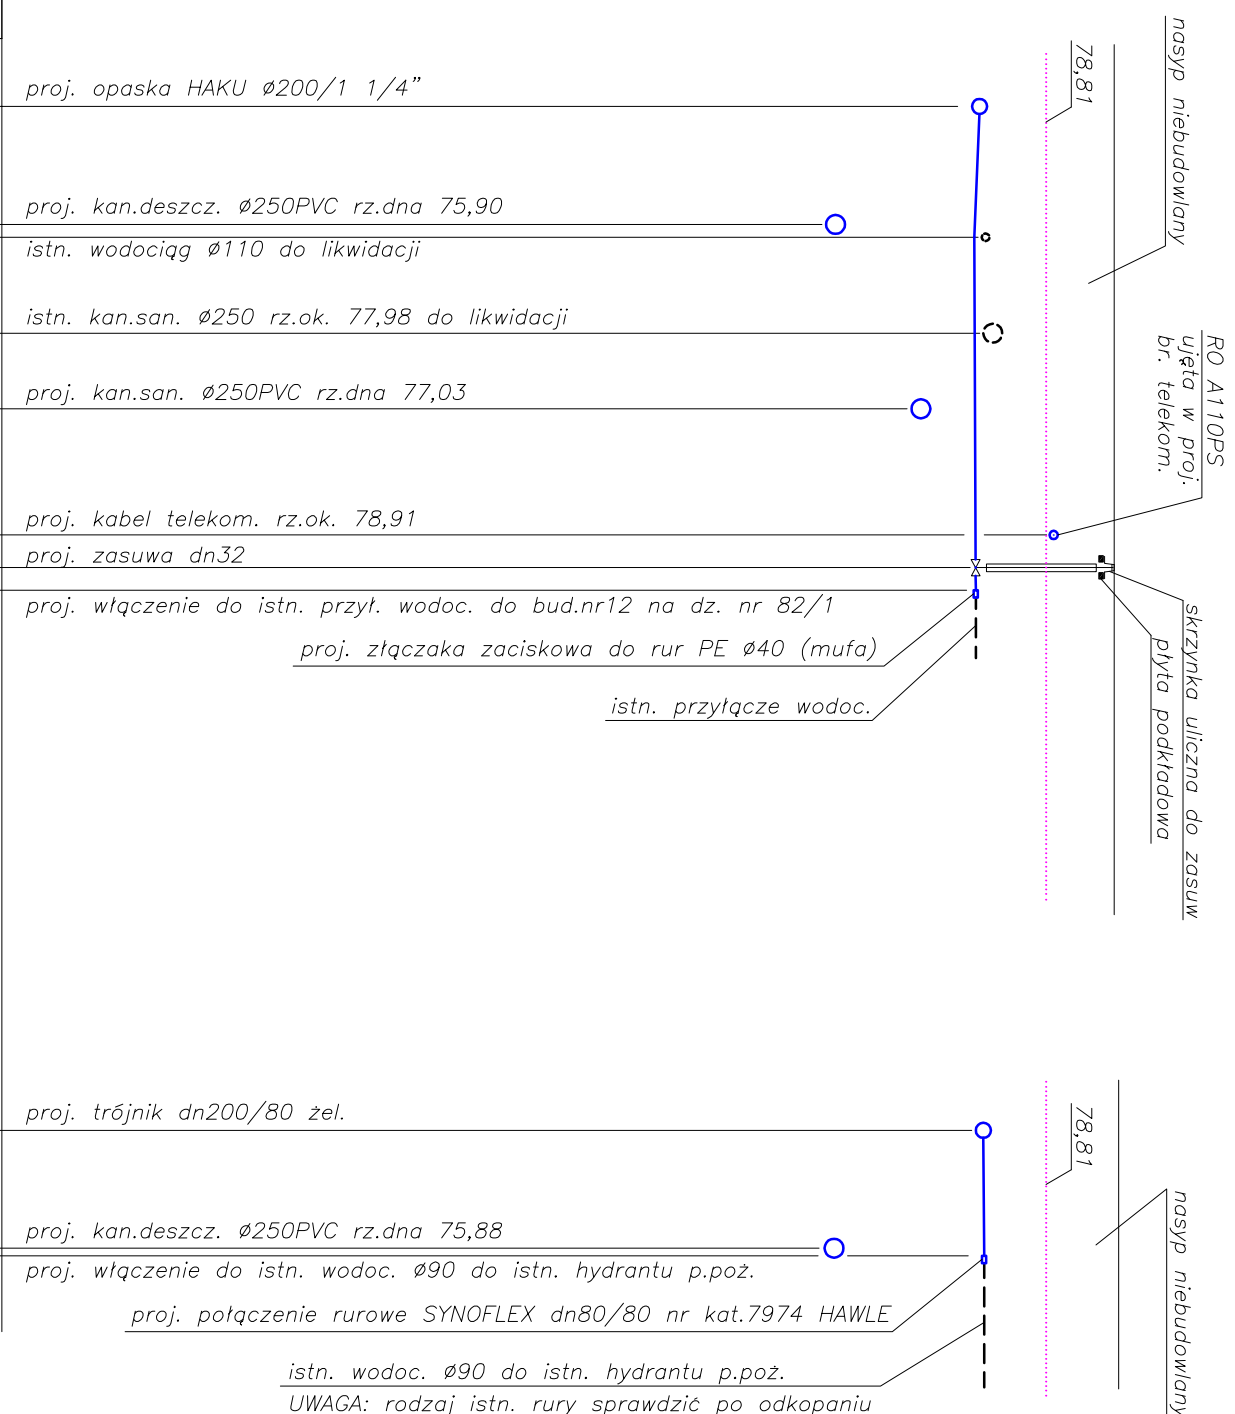 proj. opaska HAKU ø200/1 1/4"
proj. kan.deszcz. ø250PVC rz.dna 75,90
istn. wodociąg ø110 do likwidacji
istn. kan.san. ø250 rz.ok. 77,98 do likwidacji
proj. kan.san. ø250PVC rz.dna 77,03
proj. kabel telekom. rz.ok. 78,91
proj. zasuwa dn32
proj. włączenie do istn. przył. wodoc. do bud.nr12 na dz. nr 82/1
proj. złączaka zaciskowa do rur PE ø40 (mufa)
istn. przyłącze wodoc.
78,81
nasyp niebudowlany
RO A110PS
ujęta w proj.
br. telekom.
skrzynka uliczna do zasuw
płyta podkładowa
proj. trójnik dn200/80 żel.
proj. kan.deszcz. ø250PVC rz.dna 75,88
proj. włączenie do istn. wodoc. ø90 do istn. hydrantu p.poż.
proj. połączenie rurowe SYNOFLEX dn80/80 nr kat.7974 HAWLE
istn. wodoc. ø90 do istn. hydrantu p.poż.
UWAGA: rodzaj istn. rury sprawdzić po odkopaniu
78,81
nasyp niebudowlany